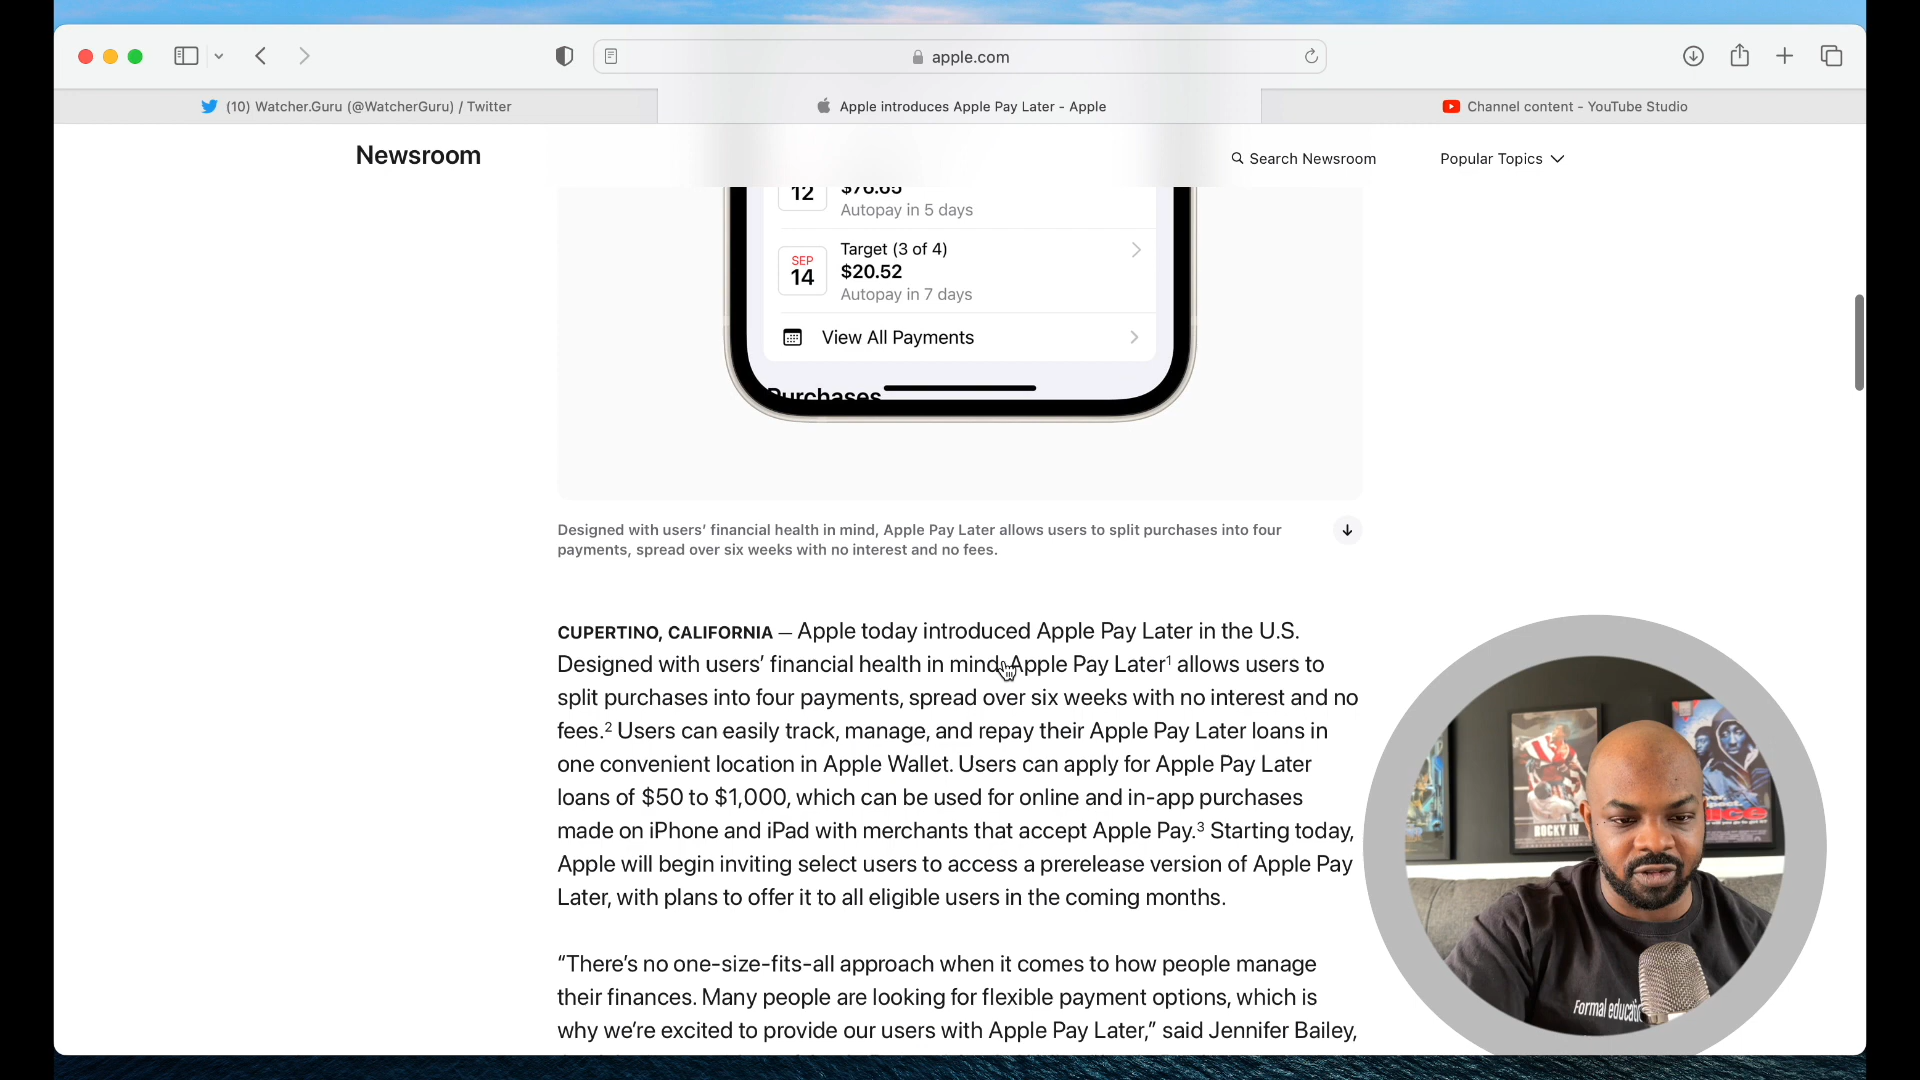 apple.com
(10) Watcher.Guru (@WatcherGuru) / Twitter
Apple introduces Apple Pay Later - Apple
Channel content - YouTube Studio
Newsroom
Search Newsroom
Popular Topics
12
$76.65
Autopay in 5 days
SEP
14
Target (3 of 4)
$20.52
Autopay in 7 days
View All Payments
Purchases
Designed with users’ financial health in mind, Apple Pay Later allows users to split purchases into four
payments, spread over six weeks with no interest and no fees.
CUPERTINO, CALIFORNIA — Apple today introduced Apple Pay Later in the U.S.
Designed with users’ financial health in mind, Apple Pay Later¹ allows users to
split purchases into four payments, spread over six weeks with no interest and no
fees.² Users can easily track, manage, and repay their Apple Pay Later loans in
one convenient location in Apple Wallet. Users can apply for Apple Pay Later
loans of $50 to $1,000, which can be used for online and in-app purchases
made on iPhone and iPad with merchants that accept Apple Pay.³ Starting today,
Apple will begin inviting select users to access a prerelease version of Apple Pay
Later, with plans to offer it to all eligible users in the coming months.
“There’s no one-size-fits-all approach when it comes to how people manage
their finances. Many people are looking for flexible payment options, which is
why we’re excited to provide our users with Apple Pay Later,” said Jennifer Bailey,
ROCKY IV
Formal